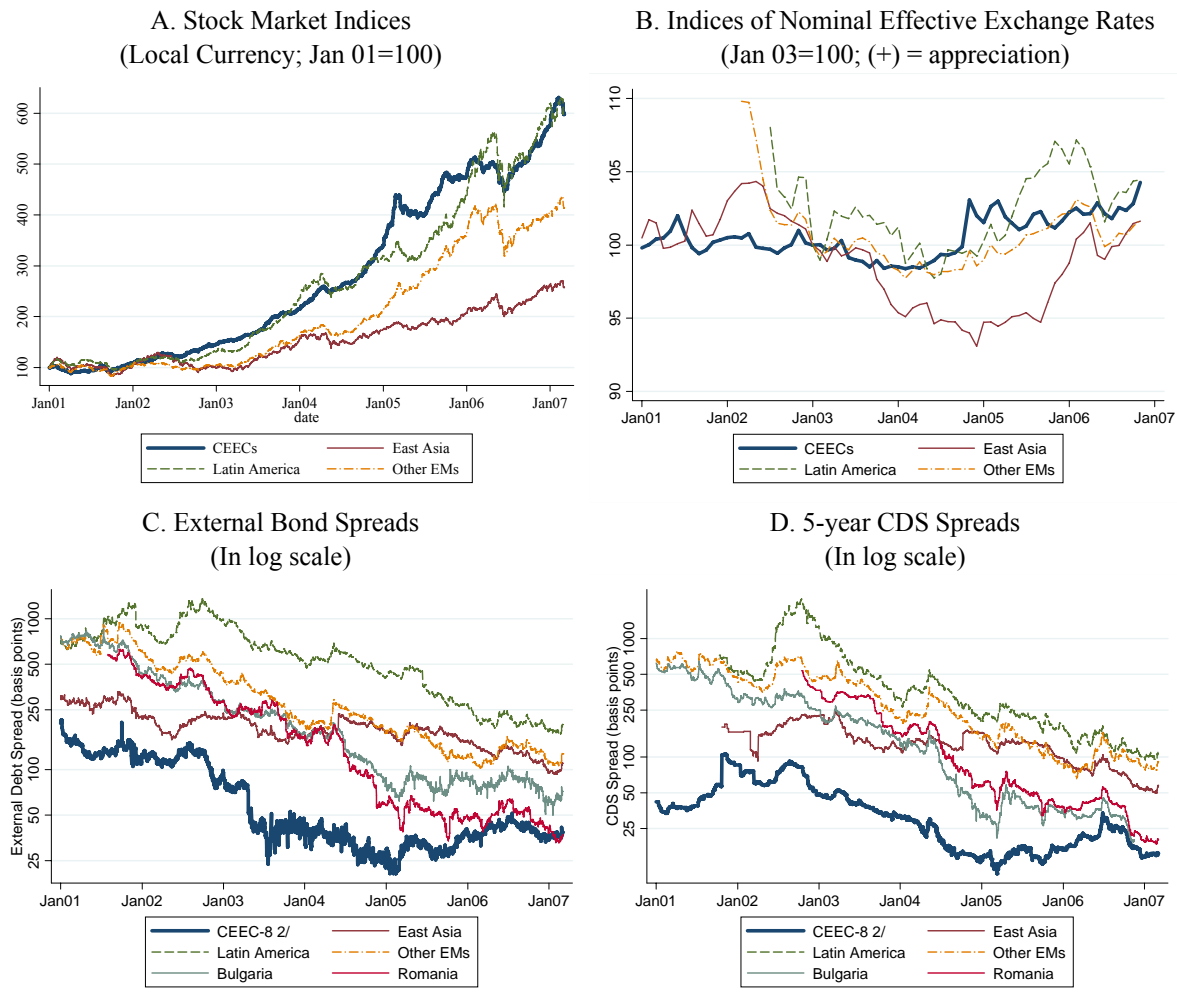 A. Stock Market Indices
(Local Currency; Jan 01=100)
600
500
400
300
200
100
Jan01 Jan02 Jan03 Jan04 Jan05 Jan06 Jan07
date
CEECs East Asia
Latin America Other EMs
B. Indices of Nominal Effective Exchange Rates
(Jan 03=100; (+) = appreciation)
110
105
100
95
90
Jan01 Jan02 Jan03 Jan04 Jan05 Jan06 Jan07
CEECs East Asia
Latin America Other EMs
C. External Bond Spreads
(In log scale)
External Debt Spread (basis points)
1000
500
250
100
50
25
Jan01 Jan02 Jan03 Jan04 Jan05 Jan06 Jan07
CEEC-8 2/ East Asia
Latin America Other EMs
Bulgaria Romania
D. 5-year CDS Spreads
(In log scale)
CDS Spread (basis points)
1000
500
250
100
50
25
Jan01 Jan02 Jan03 Jan04 Jan05 Jan06 Jan07
CEEC-8 2/ East Asia
Latin America Other EMs
Bulgaria Romania